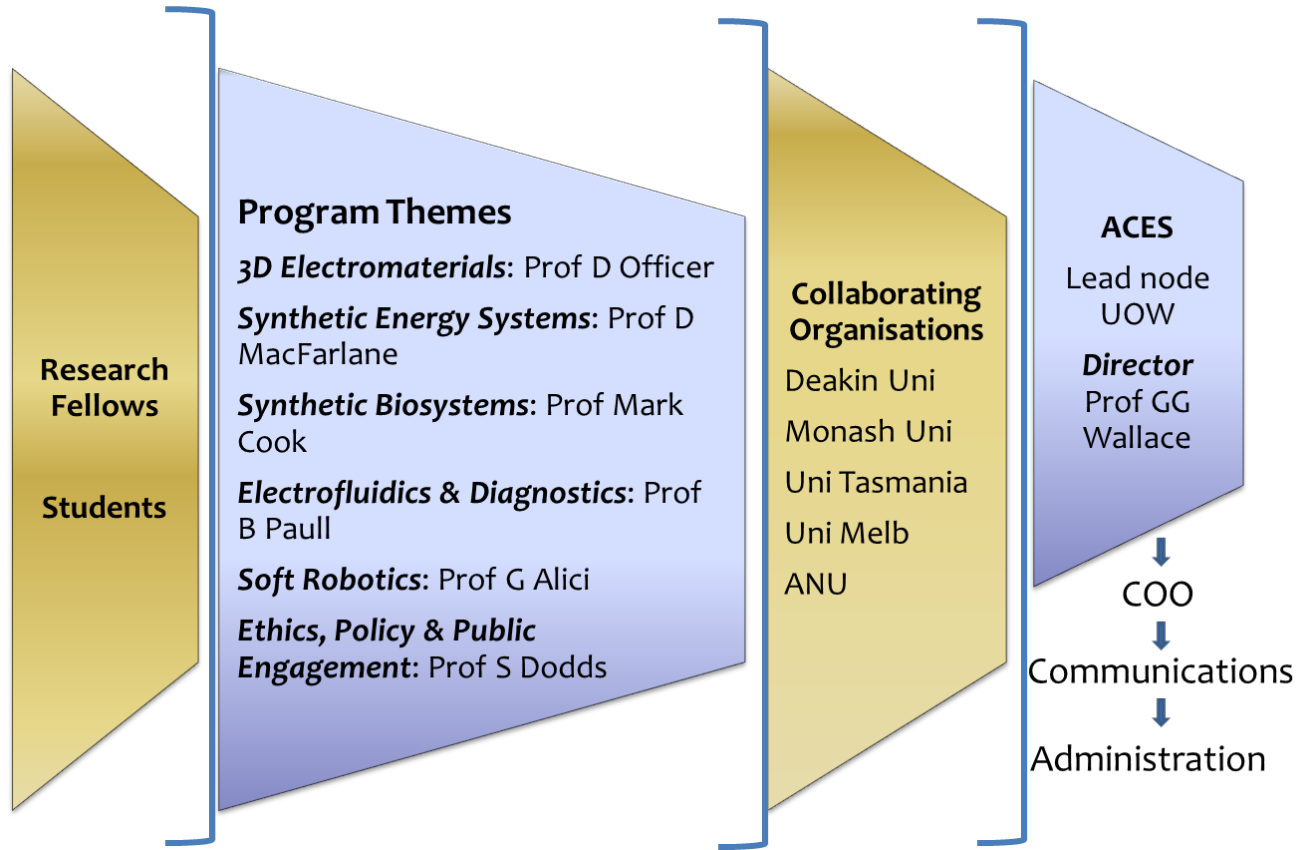 Research
Fellows
Students
Program Themes
3D Electromaterials: Prof D Officer
Synthetic Energy Systems: Prof D
MacFarlane
Synthetic Biosystems: Prof Mark
Cook
Electrofluidics & Diagnostics: Prof
B Paull
Soft Robotics: Prof G Alici
Ethics, Policy & Public
Engagement: Prof S Dodds
Collaborating
Organisations
Deakin Uni
Monash Uni
Uni Tasmania
Uni Melb
ANU
ACES
Lead node
UOW
Director
Prof GG
Wallace
COO
Communications
Administration